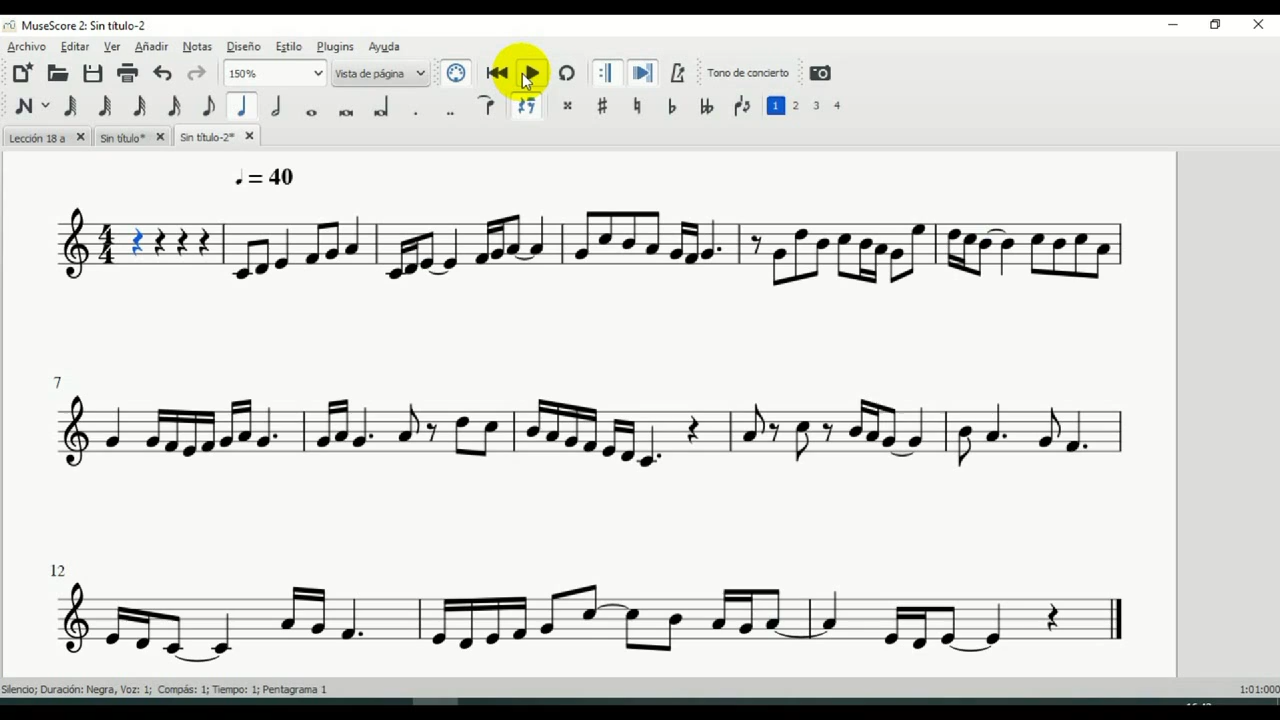 MuseScore 2: Sin título-2
Archivo Editar Ver Añadir Notas Diseño Estilo Plugins Ayuda
150% Vista de página Tono de concierto
1 2 3 4
Lección 18 a Sin título* Sin título-2*
= 40
4
4
7
12
Silencio; Duración: Negra, Voz: 1; Compás: 1; Tiempo: 1; Pentagrama 1 1:01:000